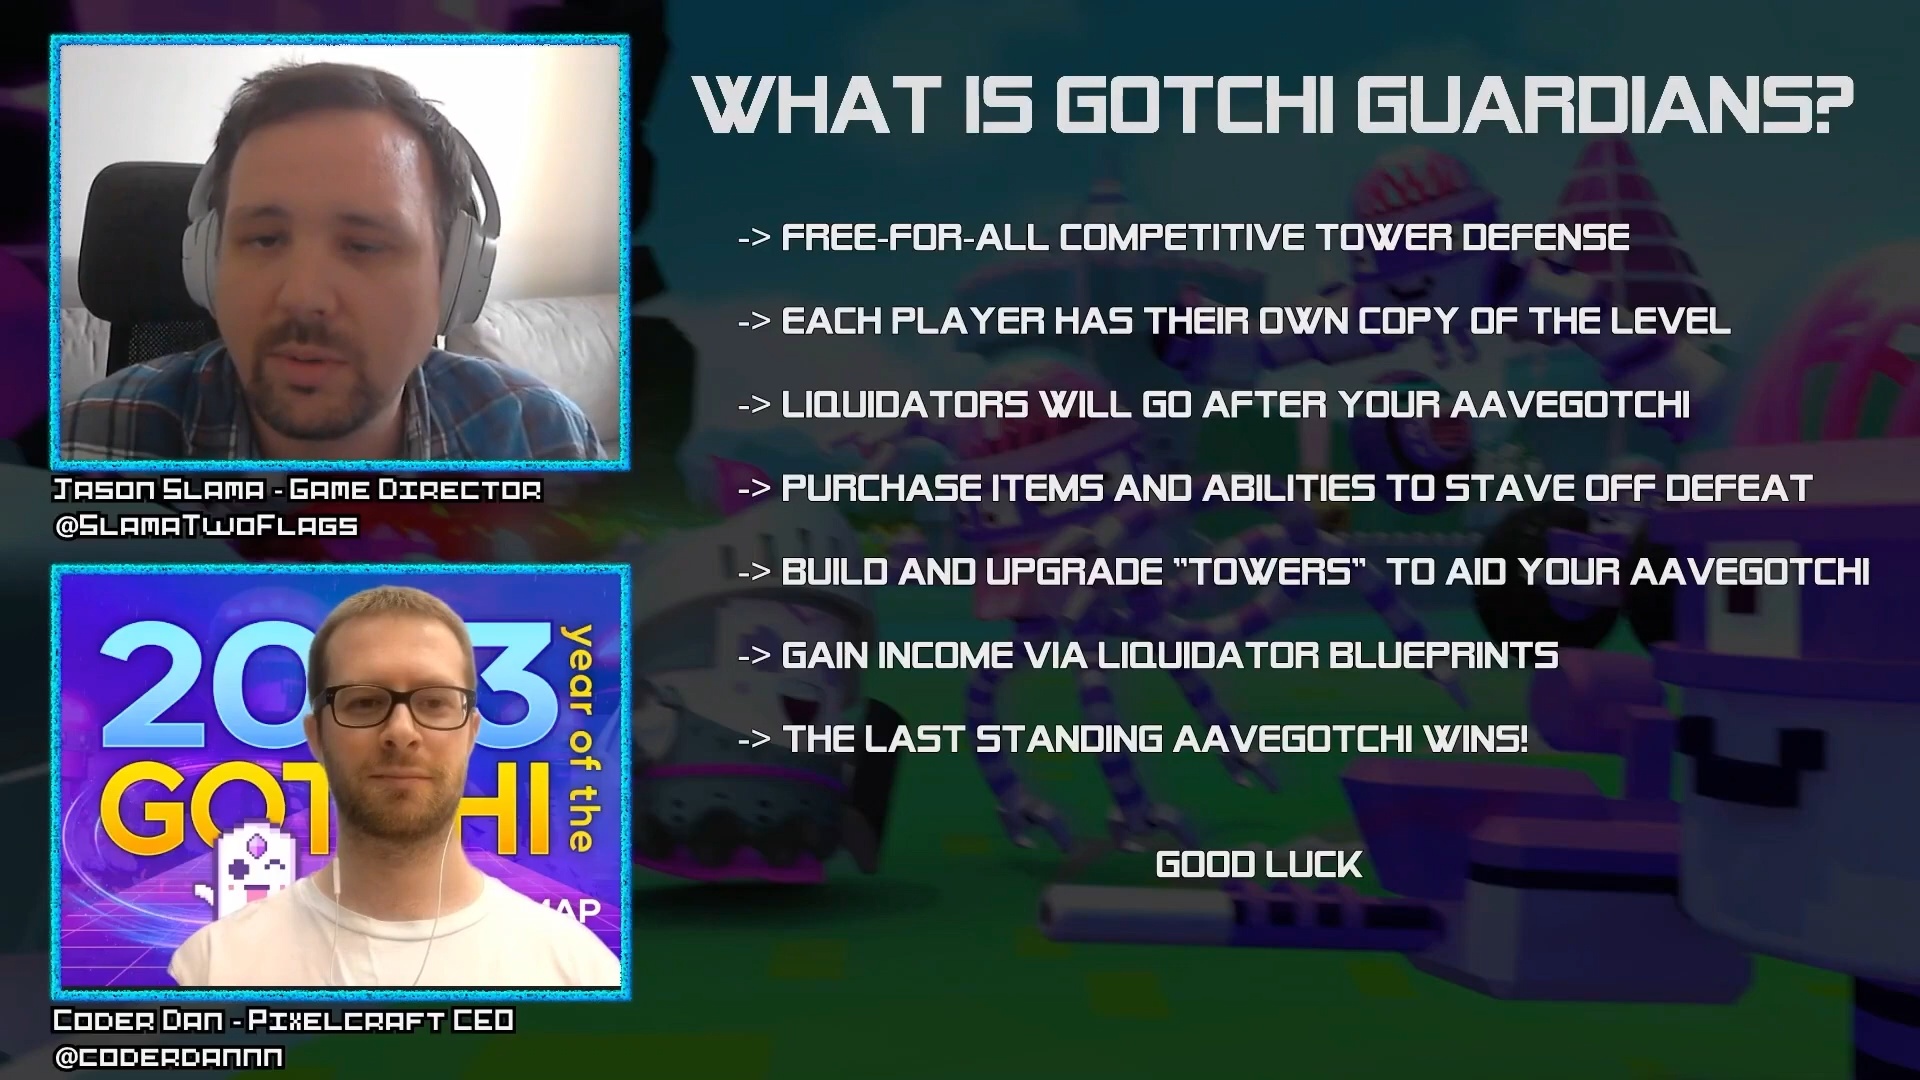 WHAT IS GOTCHI GUARDIANS?
-> FREE-FOR-ALL COMPETITIVE TOWER DEFENSE
-> EACH PLAYER HAS THEIR OWN COPY OF THE LEVEL
-> LIQUIDATORS WILL GO AFTER YOUR AAVEGOTCHI
-> PURCHASE ITEMS AND ABILITIES TO STAVE OFF DEFEAT
-> BUILD AND UPGRADE "TOWERS" TO AID YOUR AAVEGOTCHI
-> GAIN INCOME VIA LIQUIDATOR BLUEPRINTS
-> THE LAST STANDING AAVEGOTCHI WINS!
GOOD LUCK
Jason Slama - Game Director
@SlamaTwoFlags
year of the
Coder Dan - Pixelcraft CEO
@coderdannn